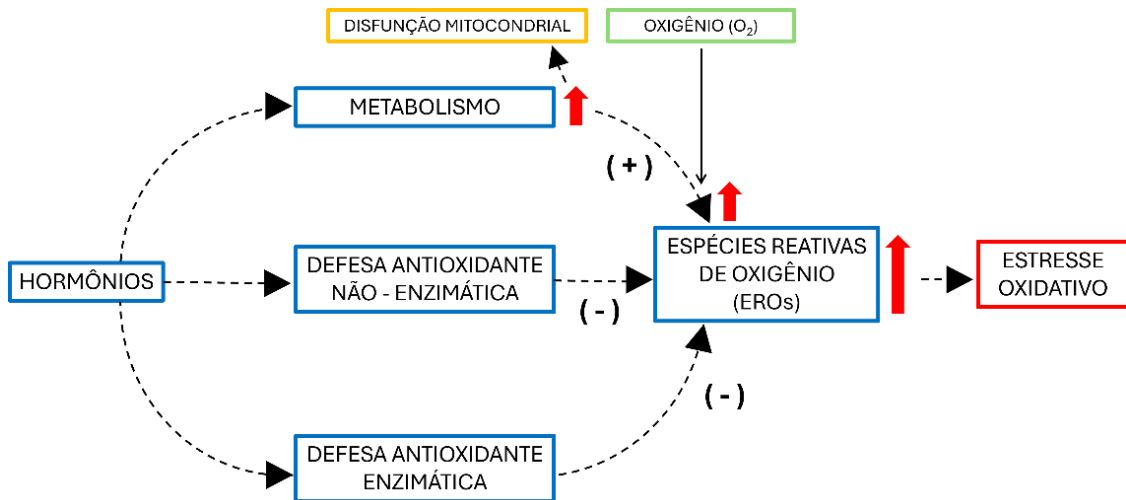 DISFUNÇÃO MITOCONDRIAL
OXIGÊNIO (O₂)
METABOLISMO
(+)
HORMÔNIOS
DEFESA ANTIOXIDANTE
NÃO - ENZIMÁTICA
(-)
ESPÉCIES REATIVAS
DE OXIGÊNIO
(EROs)
ESTRESSE
OXIDATIVO
(-)
DEFESA ANTIOXIDANTE
ENZIMÁTICA